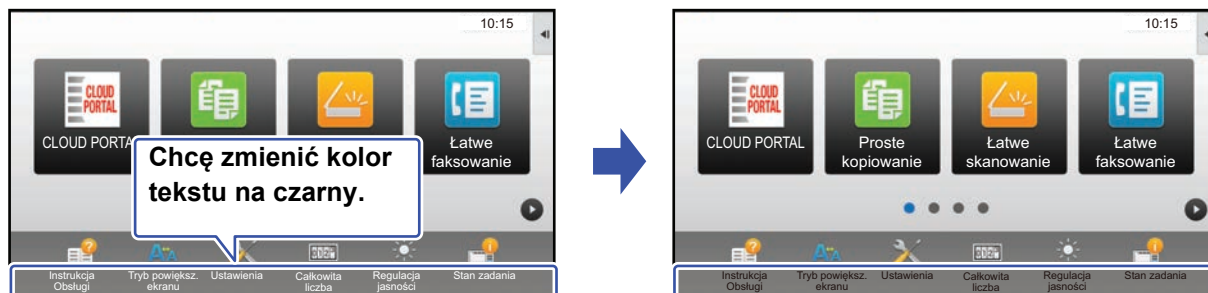 10:15
CLOUD
PORTAL
CLOUD PORTA
Łatwe
faksowanie
Chcę zmienić kolor
tekstu na czarny.
Instrukcja
Obsługi
Tryb powiększ.
ekranu
Ustawienia
Całkowita
liczba
Regulacja
jasności
Stan zadania
10:15
CLOUD
PORTAL
CLOUD PORTAL
Proste
kopiowanie
Łatwe
skanowanie
Łatwe
faksowanie
Instrukcja
Obsługi
Tryb powiększ.
ekranu
Ustawienia
Całkowita
liczba
Regulacja
jasności
Stan zadania